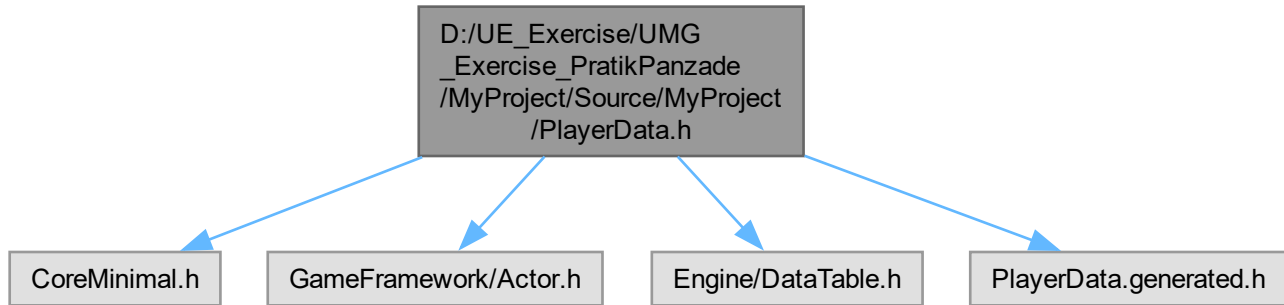 D:/UE_Exercise/UMG
_Exercise_PratikPanzade
/MyProject/Source/MyProject
/PlayerData.h
CoreMinimal.h
GameFramework/Actor.h
Engine/DataTable.h
PlayerData.generated.h